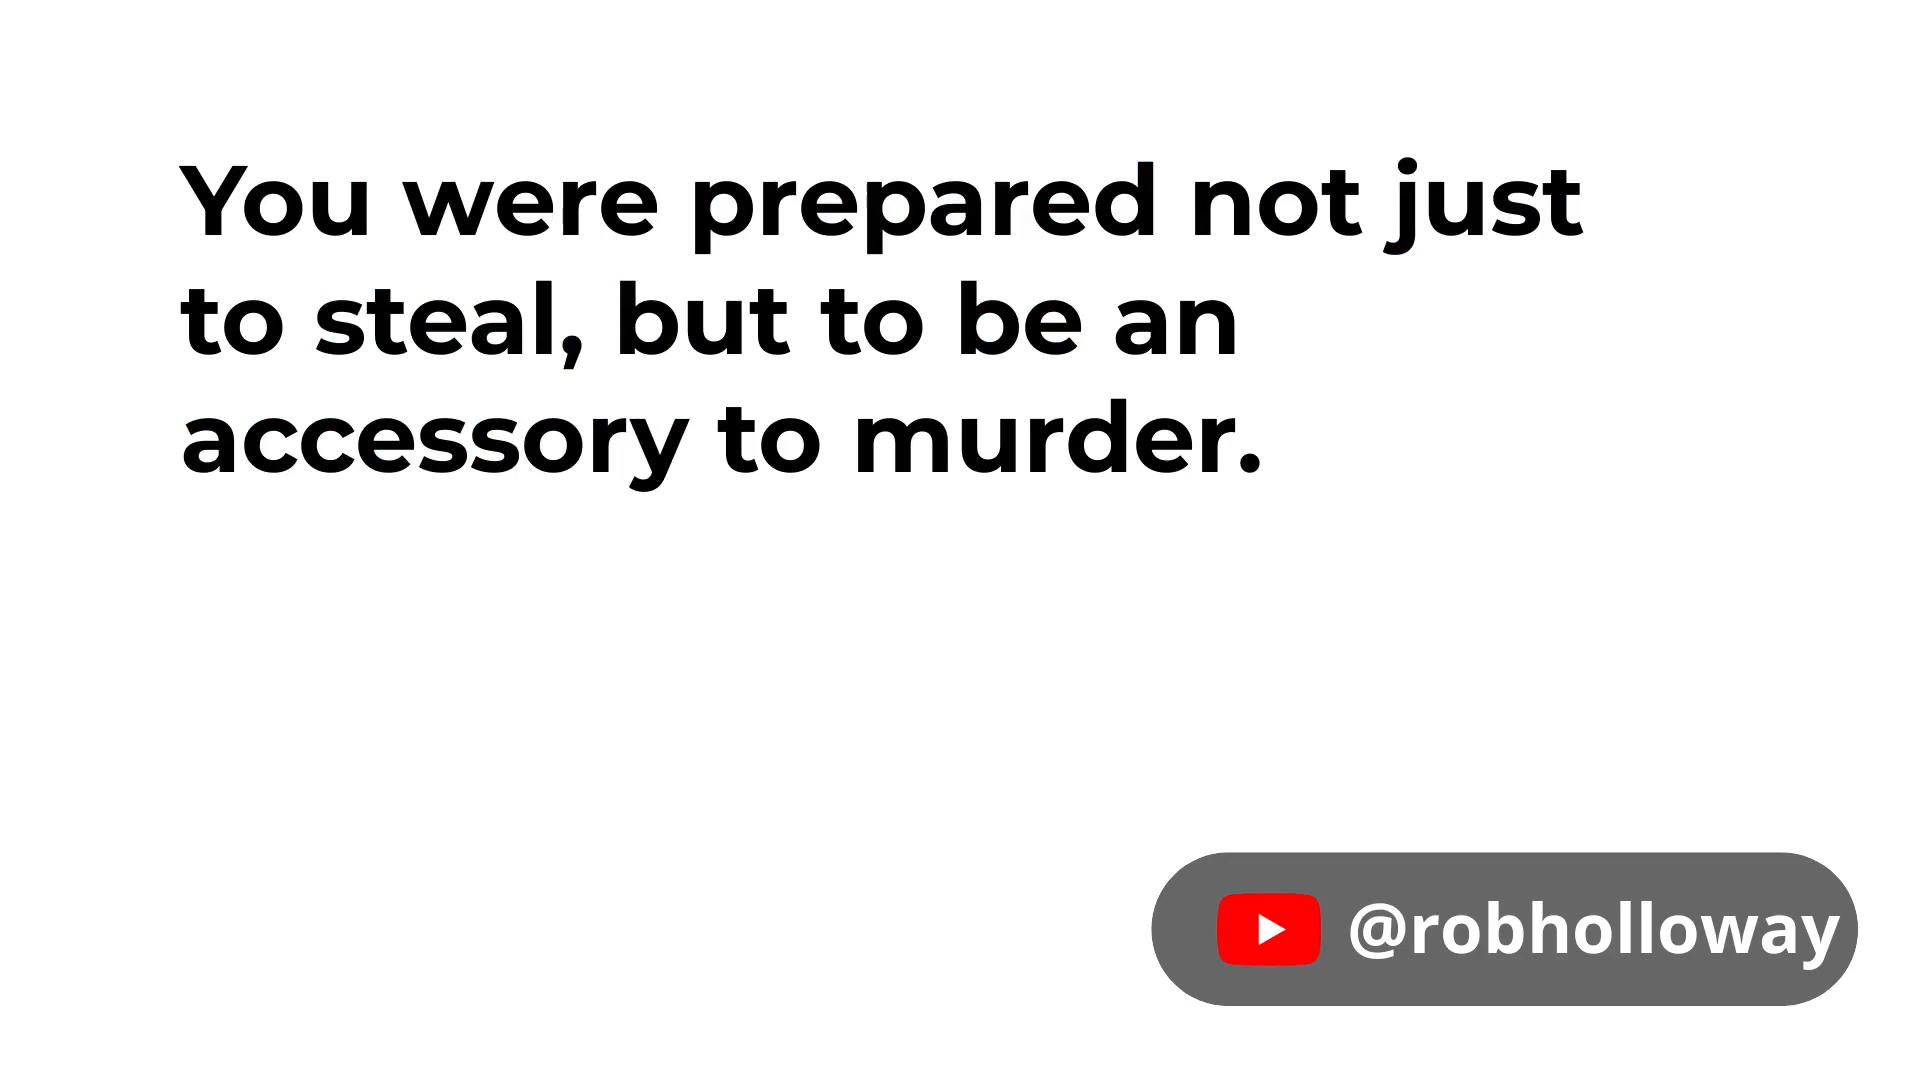 You were prepared not just
to steal, but to be an
accessory to murder.
@robholloway